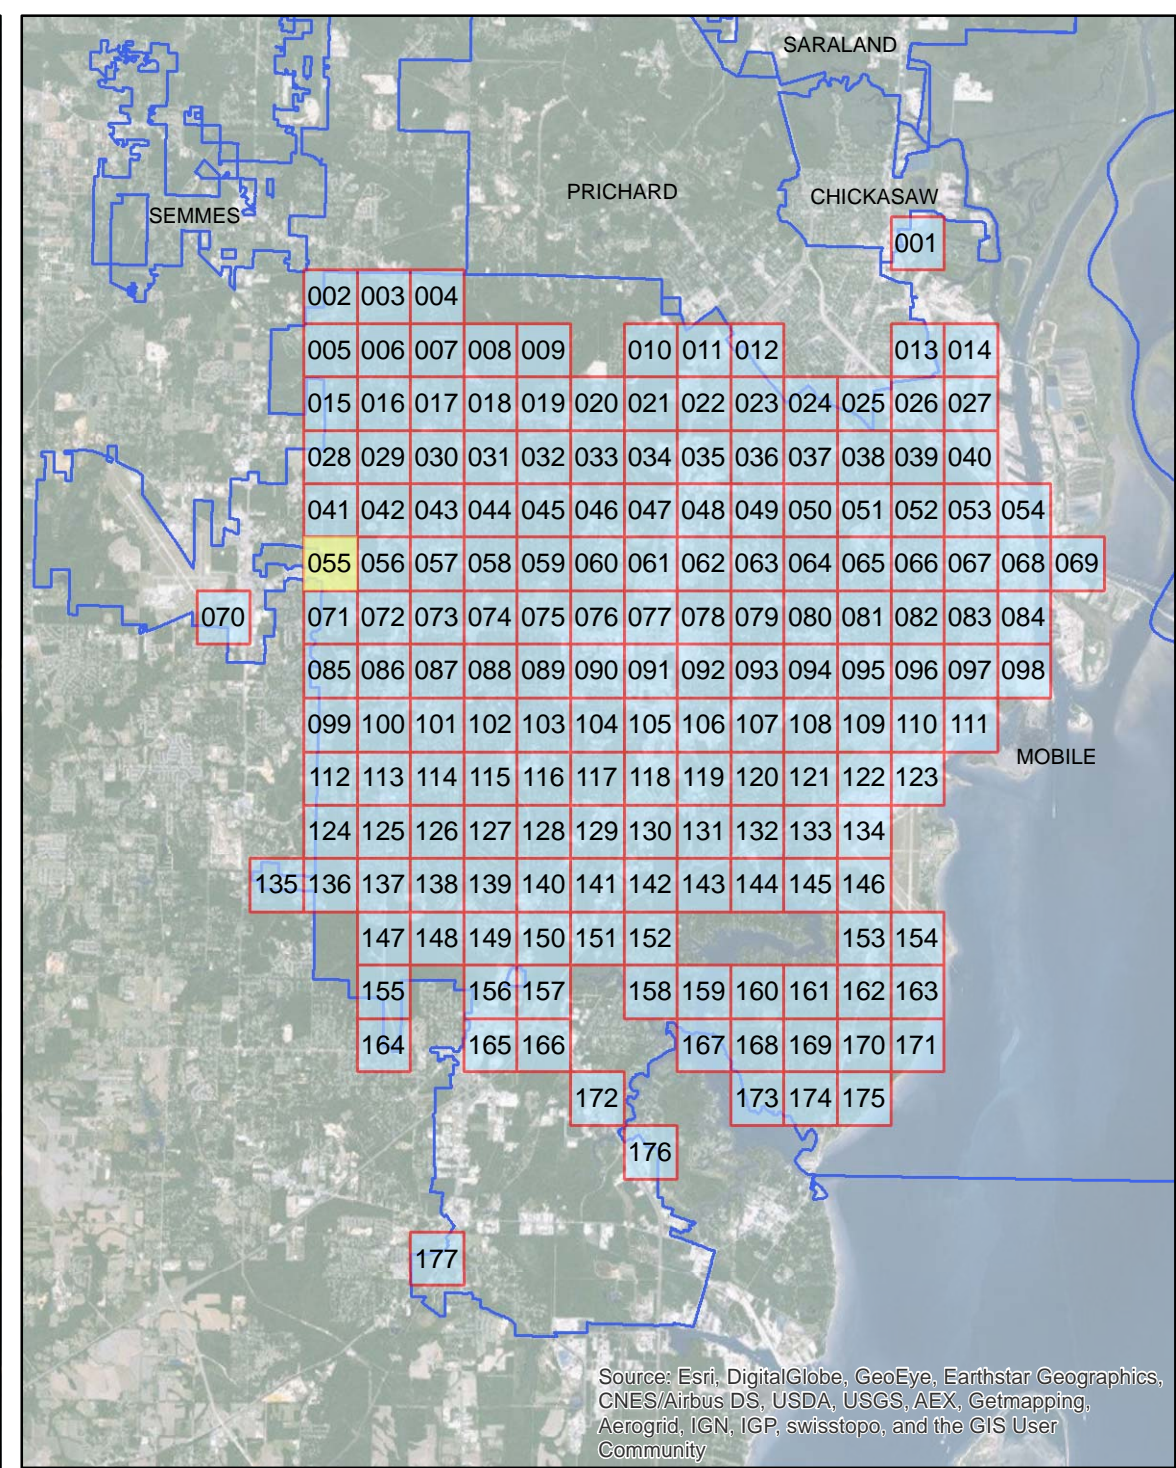 SARALAND
PRICHARD
CHICKASAW
SEMMES
001
002 003 004
005 006 007 008 009 010 011 012 013 014
015 016 017 018 019 020 021 022 023 024 025 026 027
028 029 030 031 032 033 034 035 036 037 038 039 040
041 042 043 044 045 046 047 048 049 050 051 052 053 054
055 056 057 058 059 060 061 062 063 064 065 066 067 068 069
070 071 072 073 074 075 076 077 078 079 080 081 082 083 084
085 086 087 088 089 090 091 092 093 094 095 096 097 098
099 100 101 102 103 104 105 106 107 108 109 110 111
MOBILE
112 113 114 115 116 117 118 119 120 121 122 123
124 125 126 127 128 129 130 131 132 133 134
135 136 137 138 139 140 141 142 143 144 145 146
147 148 149 150 151 152 153 154
155 156 157 158 159 160 161 162 163
164 165 166 167 168 169 170 171
172 173 174 175
176
177
Source: Esri, DigitalGlobe, GeoEye, Earthstar Geographics,
CNES/Airbus DS, USDA, USGS, AEX, Getmapping,
Aerogrid, IGN, IGP, swisstopo, and the GIS User
Community